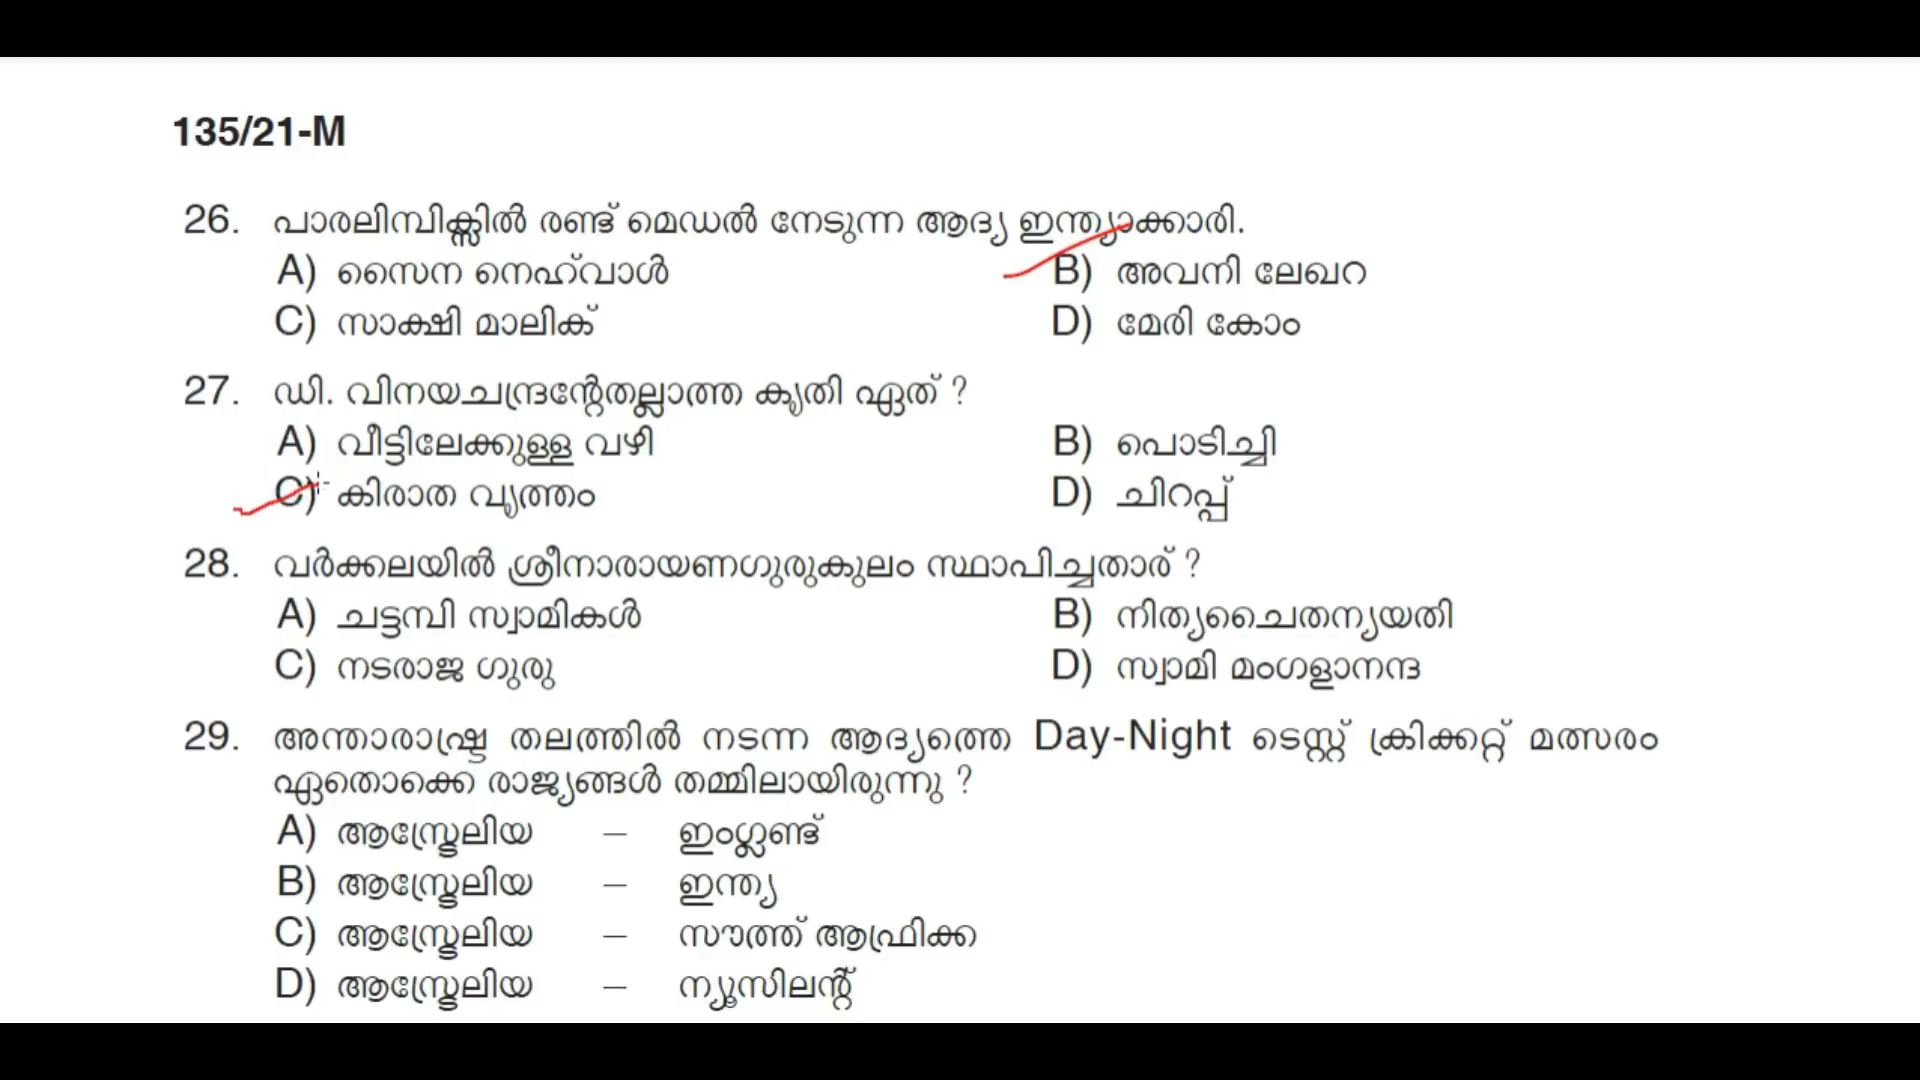 135/21-M
26. പാരലിമ്പിക്സിൽ രണ്ട് മെഡൽ നേടുന്ന ആദ്യ ഇന്ത്യാക്കാരി.
A) സൈന നെഹ്‌വാൾ B) അവനി ലേഖറ
C) സാക്ഷി മാലിക് D) മേരി കോം
27. ഡി. വിനയചന്ദ്രന്റേതല്ലാത്ത കൃതി ഏത് ?
A) വീട്ടിലേക്കുള്ള വഴി B) പൊടിച്ചി
C) കിരാത വൃത്തം D) ചിറപ്പ്
28. വർക്കലയിൽ ശ്രീനാരായണഗുരുകുലം സ്ഥാപിച്ചതാര് ?
A) ചട്ടമ്പി സ്വാമികൾ B) നിത്യചൈതന്യയതി
C) നടരാജ ഗുരു D) സ്വാമി മംഗളാനന്ദ
29. അന്താരാഷ്ട്ര തലത്തിൽ നടന്ന ആദ്യത്തെ Day-Night ടെസ്റ്റ് ക്രിക്കറ്റ് മത്സരം
ഏതൊക്കെ രാജ്യങ്ങൾ തമ്മിലായിരുന്നു ?
A) ആസ്ട്രേലിയ – ഇംഗ്ലണ്ട്
B) ആസ്ട്രേലിയ – ഇന്ത്യ
C) ആസ്ട്രേലിയ – സൗത്ത് ആഫ്രിക്ക
D) ആസ്ട്രേലിയ – ന്യൂസിലന്റ്